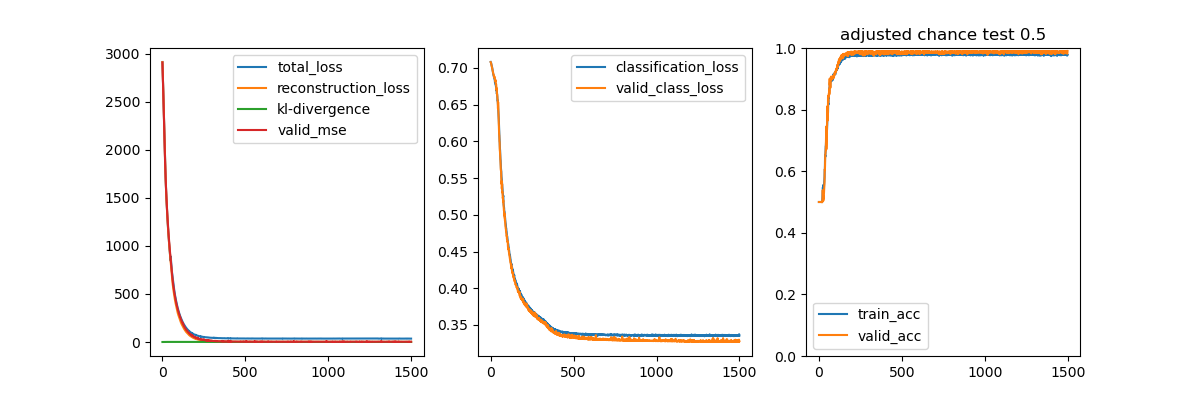 adjusted chance test 0.5
3000
2500
2000
1500
1000
500
0
0 500 1000 1500
total_loss
reconstruction_loss
kl-divergence
valid_mse
0.70
0.65
0.60
0.55
0.50
0.45
0.40
0.35
0 500 1000 1500
classification_loss
valid_class_loss
1.0
0.8
0.6
0.4
0.2
0.0
0 500 1000 1500
train_acc
valid_acc